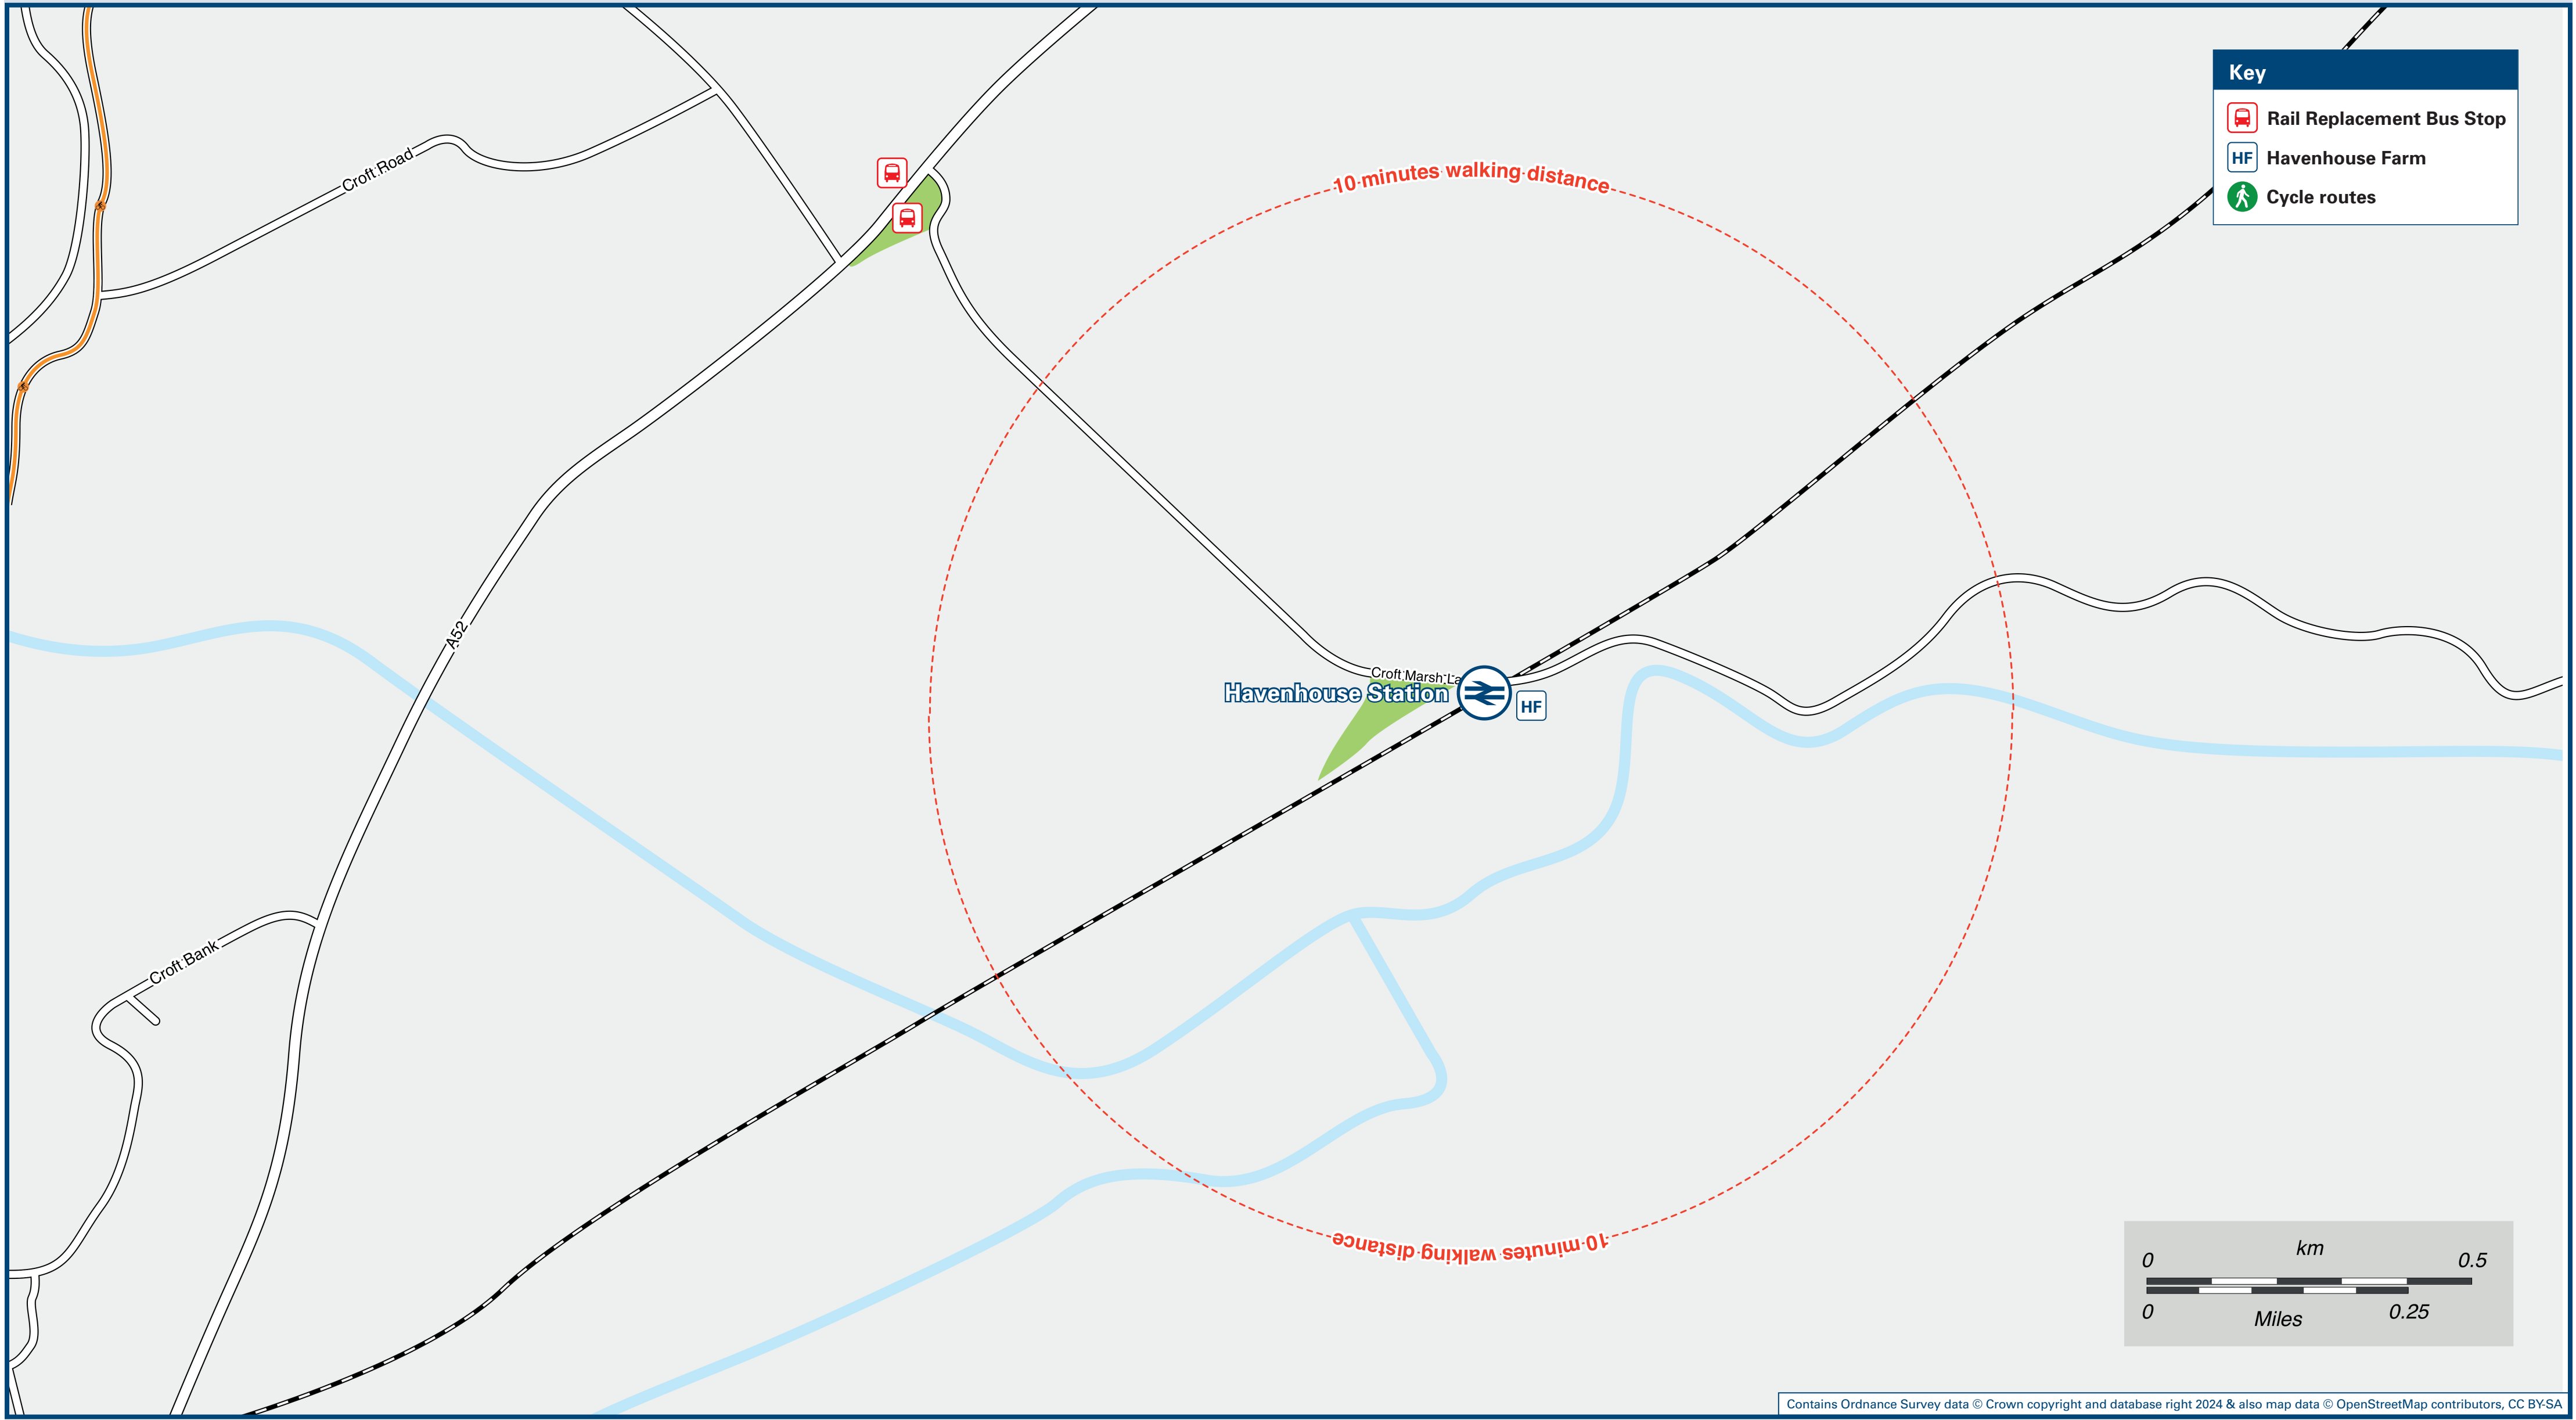 Key
Rail Replacement Bus Stop
HF
Havenhouse Farm
Cycle routes
10 minutes walking distance
Croft Road
A52
Croft Marsh La
Havenhouse Station
HF
Croft Bank
10 minutes walking distance
km
0 0.5
0 0.25
Miles
Contains Ordnance Survey data © Crown copyright and database right 2024 & also map data © OpenStreetMap contributors, CC BY-SA